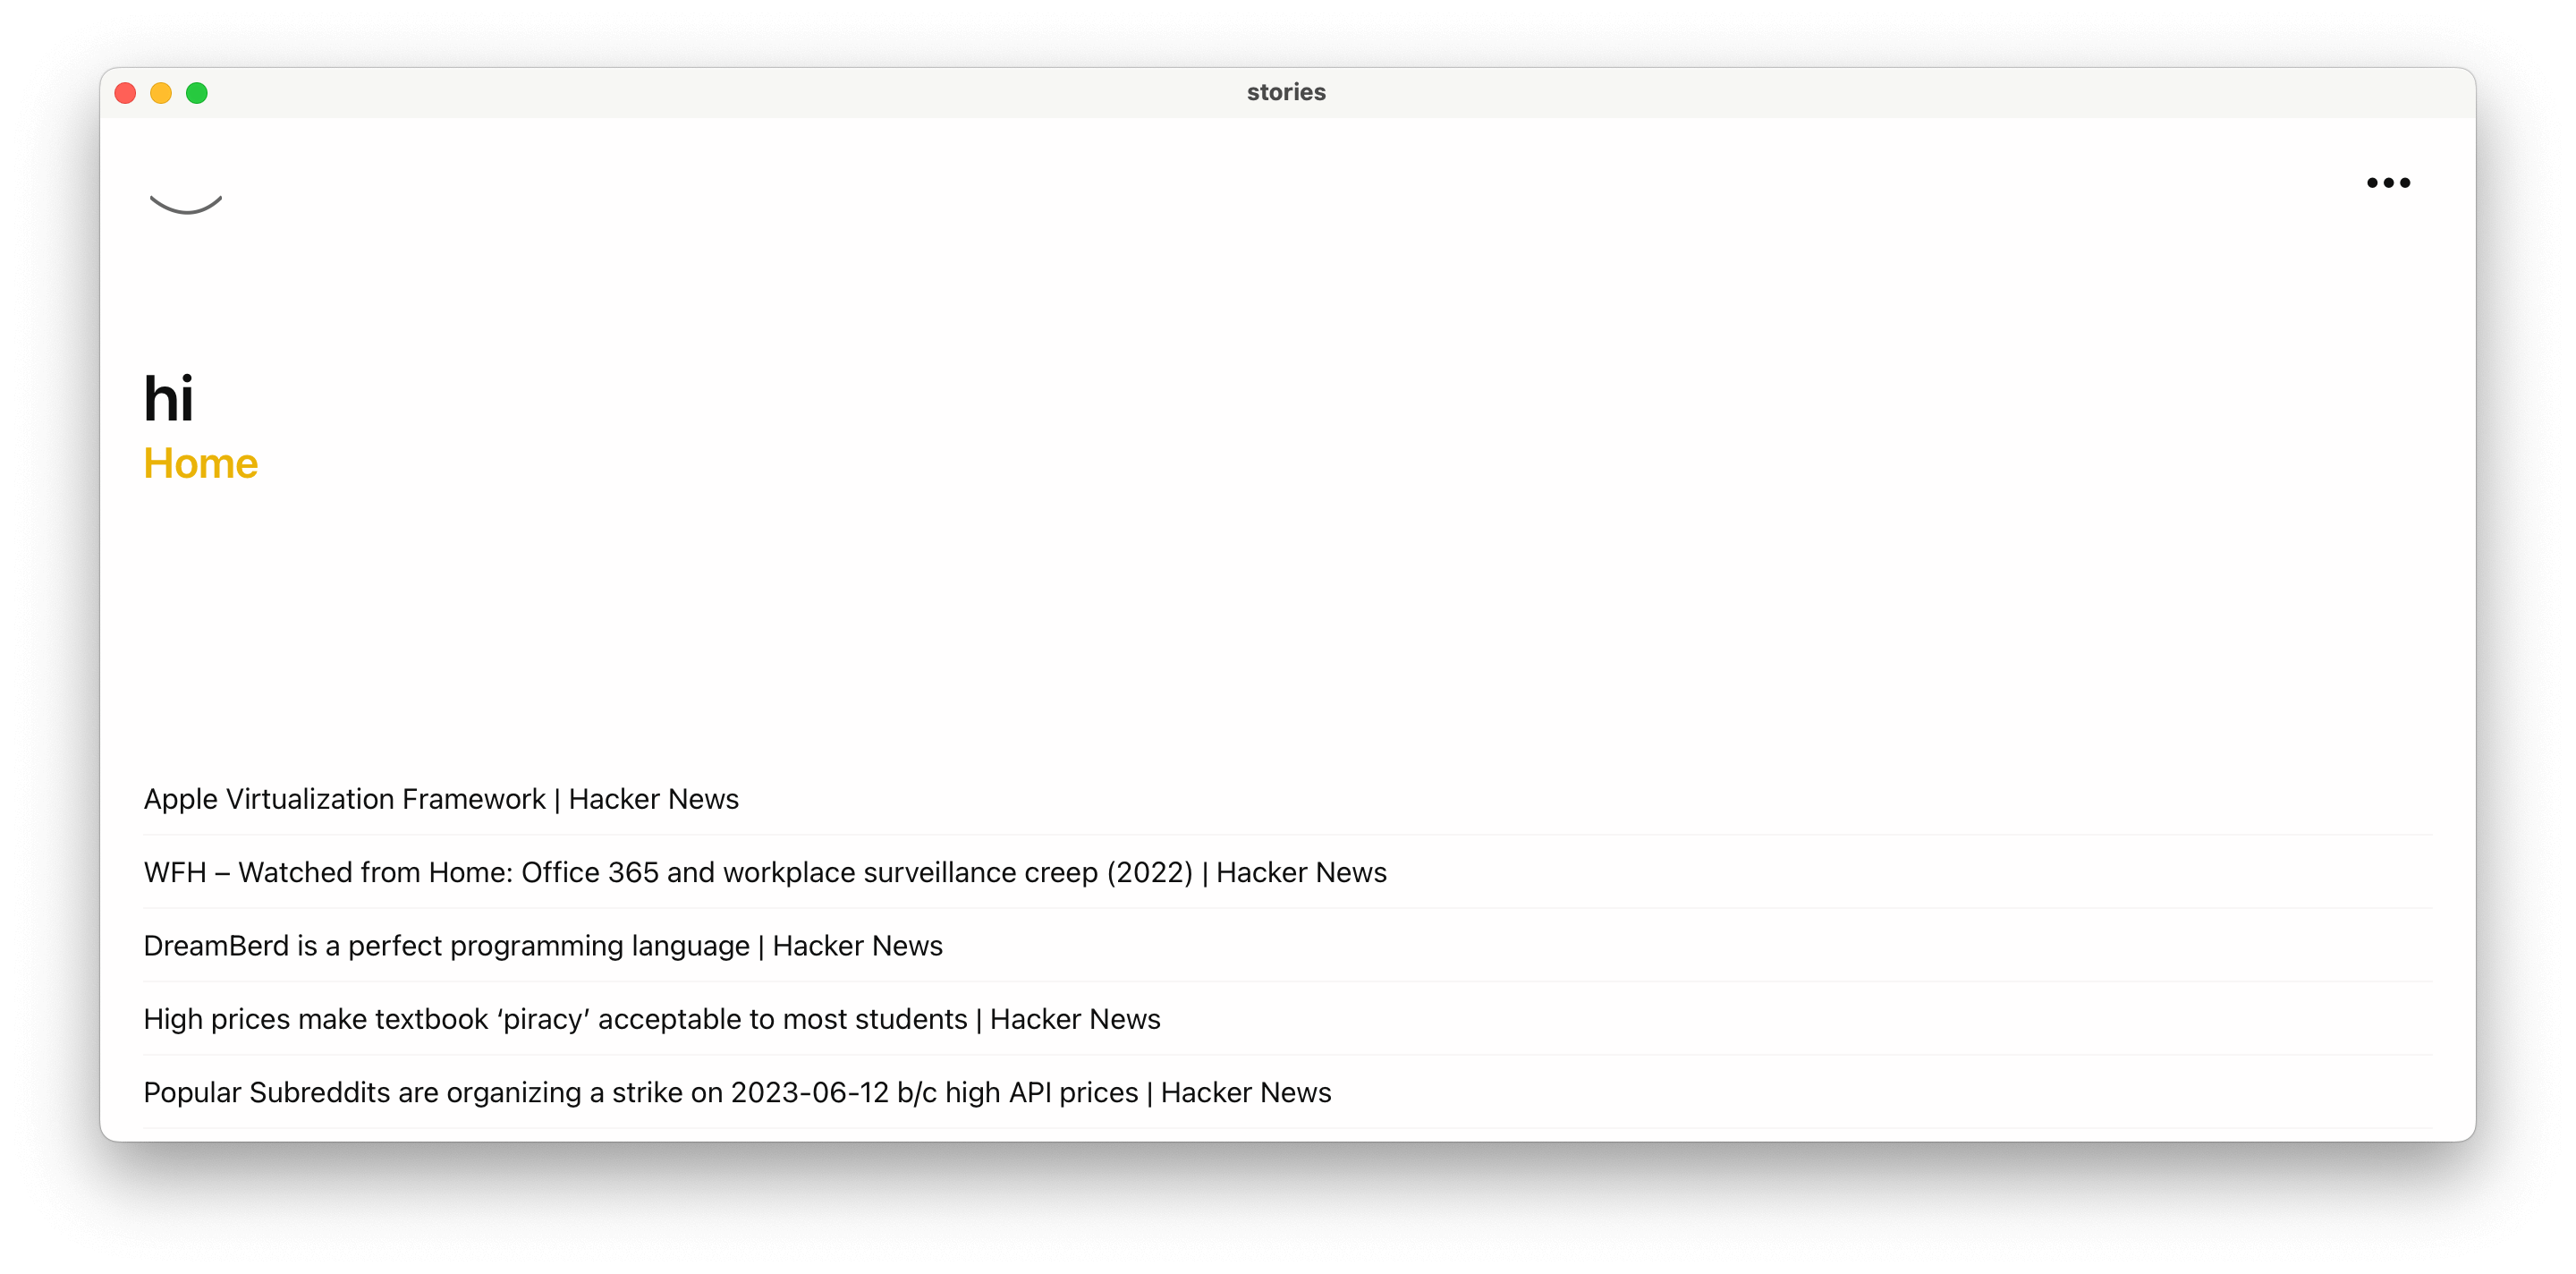 stories
hi
Home
Apple Virtualization Framework | Hacker News
WFH – Watched from Home: Office 365 and workplace surveillance creep (2022) | Hacker News
DreamBerd is a perfect programming language | Hacker News
High prices make textbook ‘piracy’ acceptable to most students | Hacker News
Popular Subreddits are organizing a strike on 2023-06-12 b/c high API prices | Hacker News